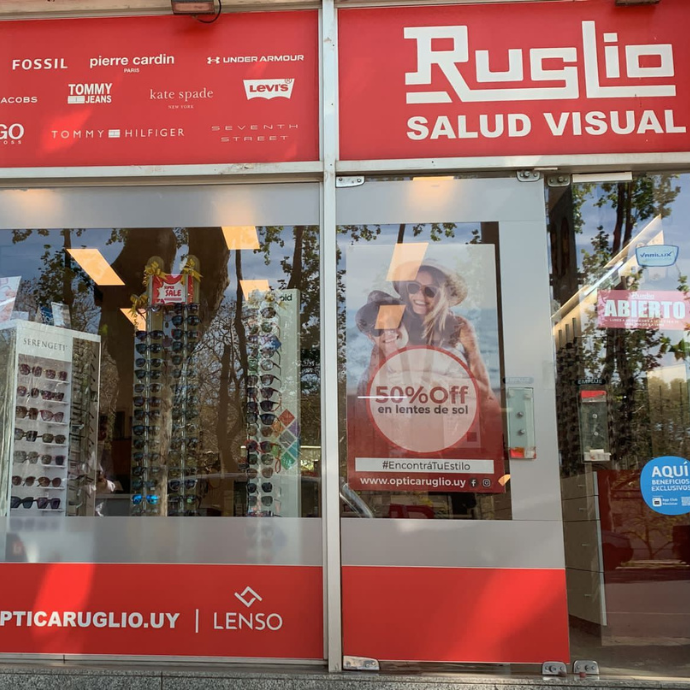 FOSSIL
pierre cardin
PARIS
UNDER ARMOUR
ACOBS
TOMMY
JEANS
kate spade
NEW YORK
LEVI'S
GO
TOMMY HILFIGER
SEVENTH
STREET
Ruglio
SALUD VISUAL
SALE
SERENGETI
50%Off
en lentes de sol
#EncontráTuEstilo
www.opticaruglio.uy
VARILUX
ABIERTO
AQUÍ
BENEFICIOS
EXCLUSIVOS
PTICARUGLIO.UY | LENSO